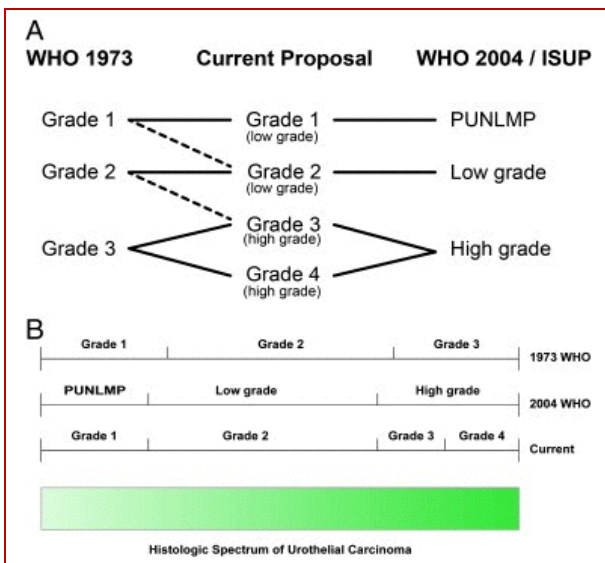 A
WHO 1973 Current Proposal WHO 2004 / ISUP
Grade 1 Grade 1 PUNLMP
(low grade)
Grade 2 Grade 2 Low grade
(low grade)
Grade 3
(high grade)
Grade 3 High grade
Grade 4
(high grade)
B
Grade 1 Grade 2 Grade 3
1973 WHO
PUNLMP Low grade High grade
2004 WHO
Grade 1 Grade 2 Grade 3 Grade 4
Current
Histologic Spectrum of Urothelial Carcinoma